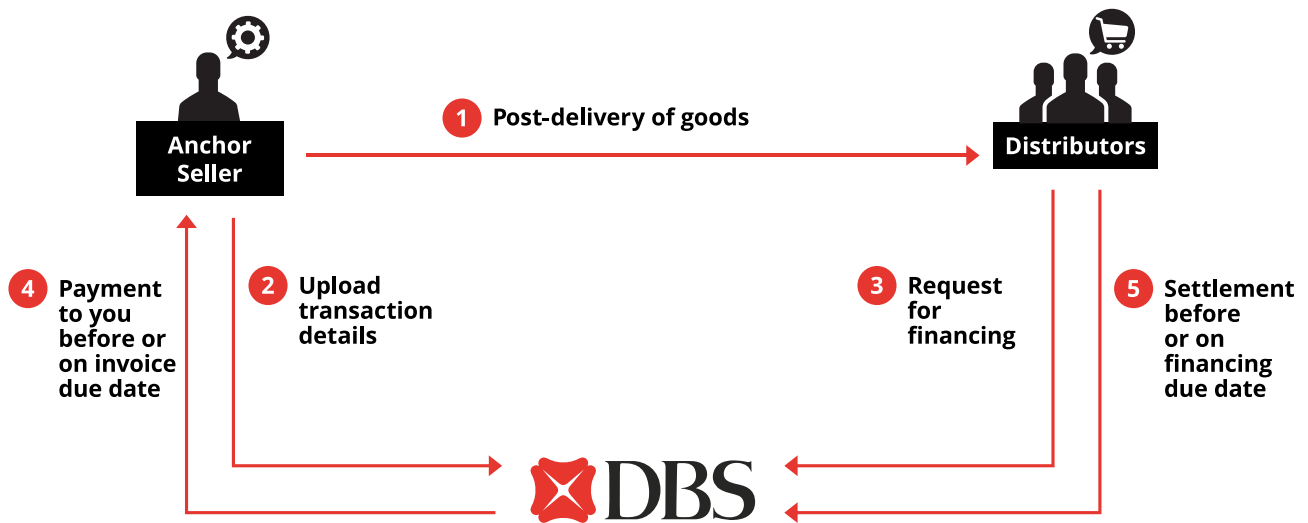 Anchor
Seller
1 Post-delivery of goods
Distributors
4 Payment
to you
before or
on invoice
due date
2 Upload
transaction
details
3 Request
for
financing
5 Settlement
before
or on
financing
due date
DBS